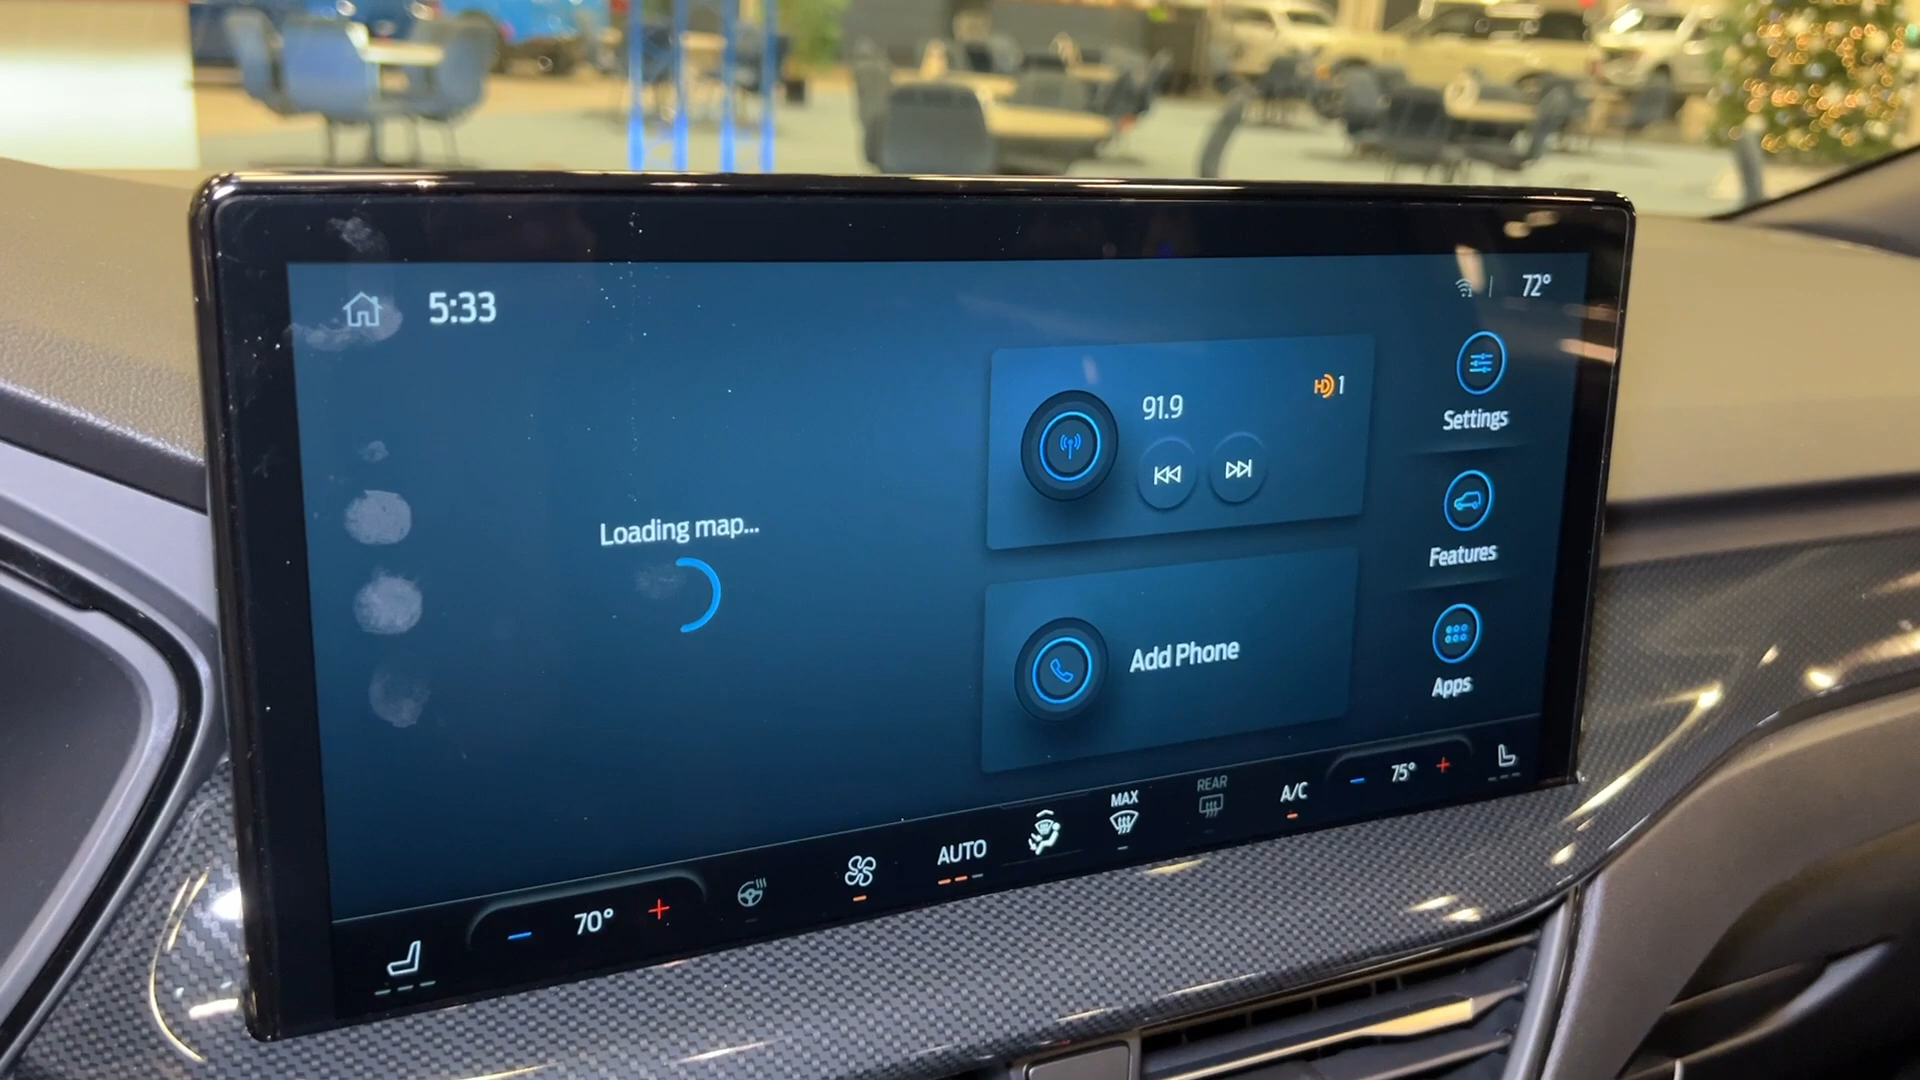 5:33
72°
91.9
HD 1
Settings
Loading map...
Features
Add Phone
Apps
70°
AUTO
MAX
REAR
A/C
75°